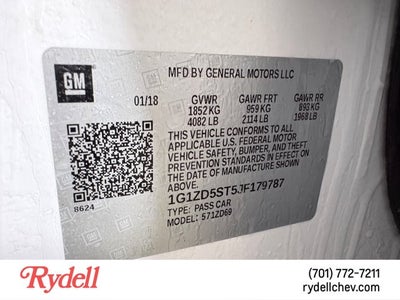 GM
MFD BY GENERAL MOTORS LLC
01/18
GVWR GAWR FRT GAWR RR
1852 KG 959 KG 893 KG
4082 LB 2114 LB 1968 LB
THIS VEHICLE CONFORMS TO ALL
APPLICABLE U.S. FEDERAL MOTOR
VEHICLE SAFETY, BUMPER, AND THEFT
PREVENTION STANDARDS IN EFFECT ON
THE DATE OF MANUFACTURE SHOWN ABOVE.
1G1ZD5ST5JF179787
TYPE: PASS CAR
MODEL: 571ZD69
8624
Rydell
(701) 772-7211
rydellchev.com